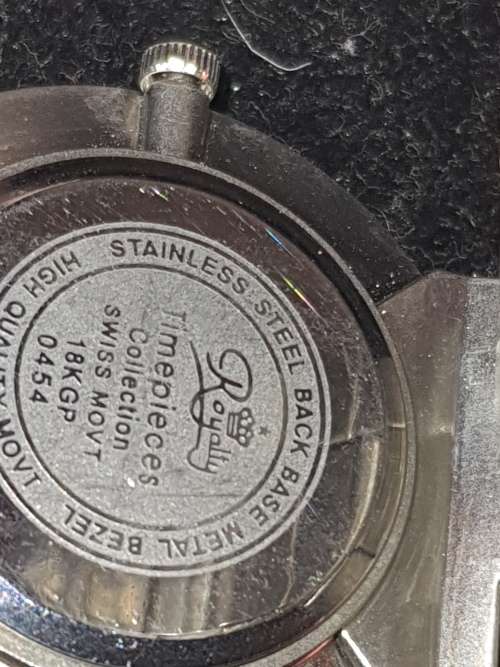 STAINLESS STEEL BACK BASE METAL BEZEL
HIGH QUALITY MOVT
Royalty
Timepieces
Collection
SWISS MOVT
18KGP
0454